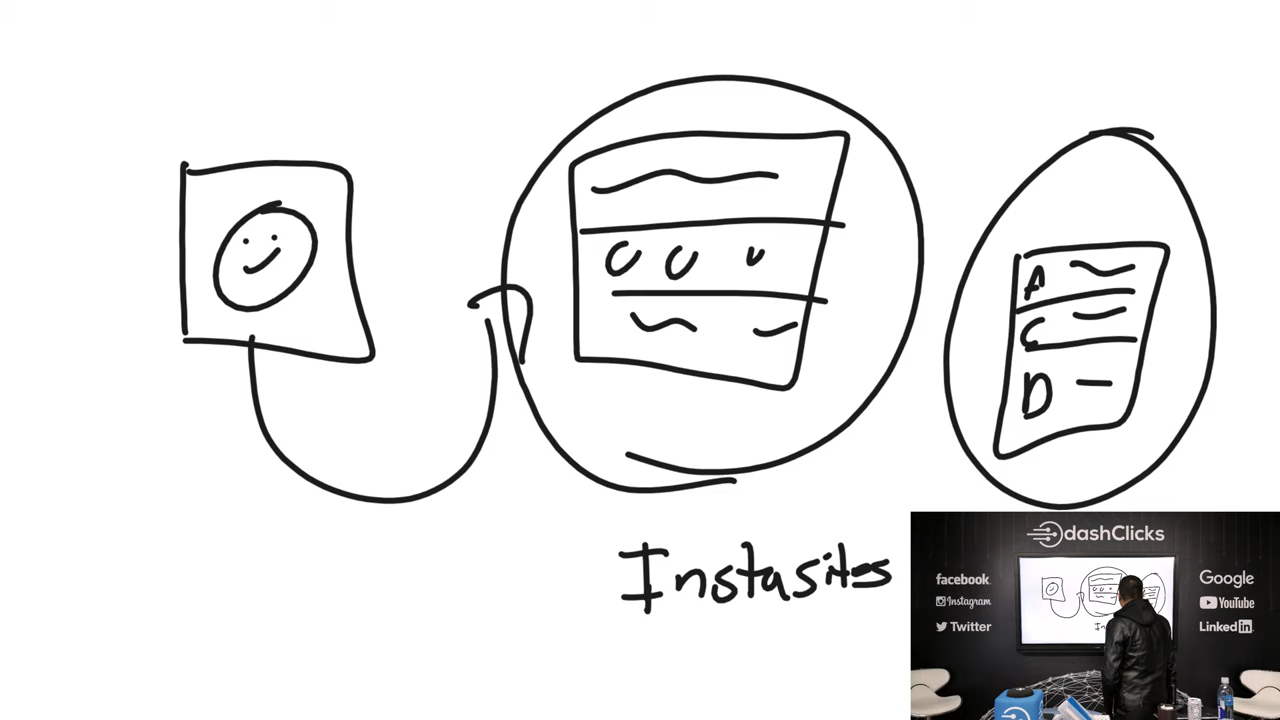 A
C
D
Instasites
dashClicks
facebook
Instagram
Twitter
Google
YouTube
LinkedIn